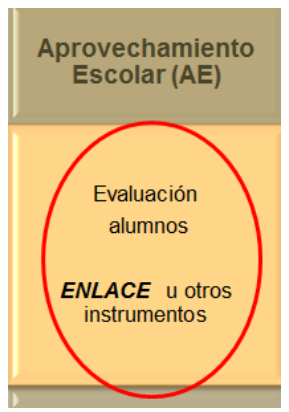 Aprovechamiento
Escolar (AE)
Evaluación
alumnos
ENLACE u otros
instrumentos